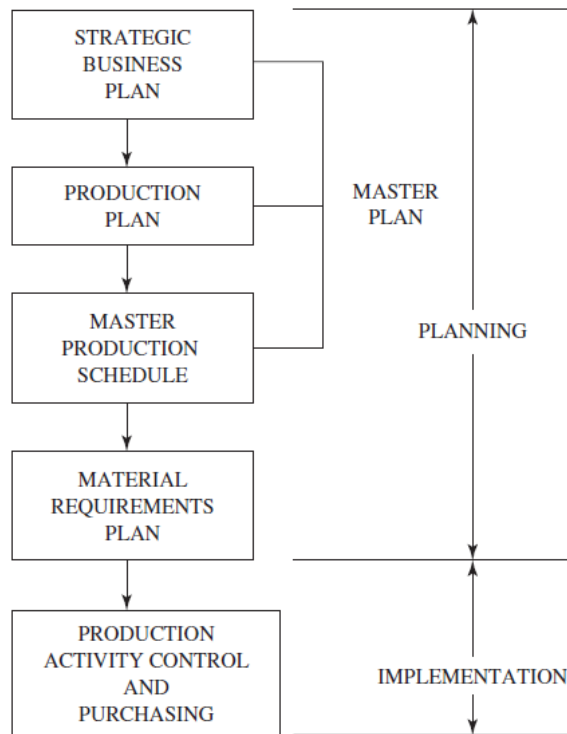 STRATEGIC
BUSINESS
PLAN
PRODUCTION
PLAN
MASTER
PLAN
MASTER
PRODUCTION
SCHEDULE
PLANNING
MATERIAL
REQUIREMENTS
PLAN
PRODUCTION
ACTIVITY CONTROL
AND
PURCHASING
IMPLEMENTATION